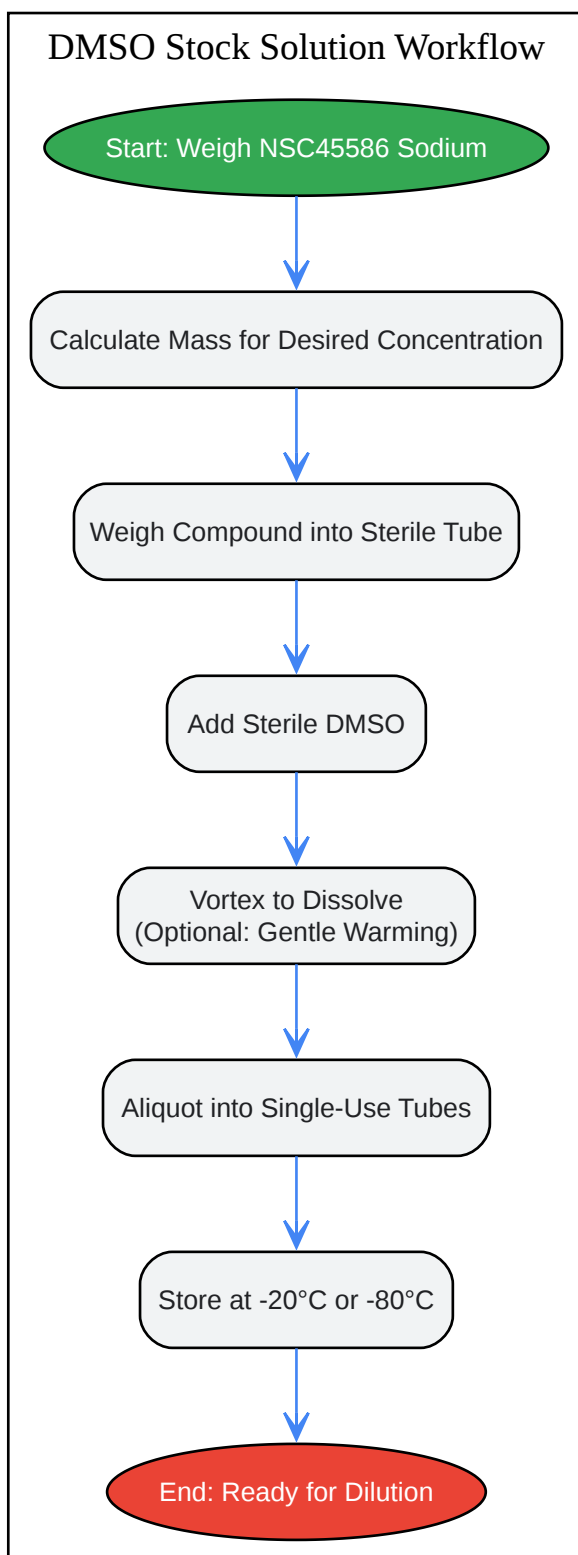 DMSO Stock Solution Workflow
Start: Weigh NSC45586 Sodium
Calculate Mass for Desired Concentration
Weigh Compound into Sterile Tube
Add Sterile DMSO
Vortex to Dissolve
(Optional: Gentle Warming)
Aliquot into Single-Use Tubes
Store at -20°C or -80°C
End: Ready for Dilution